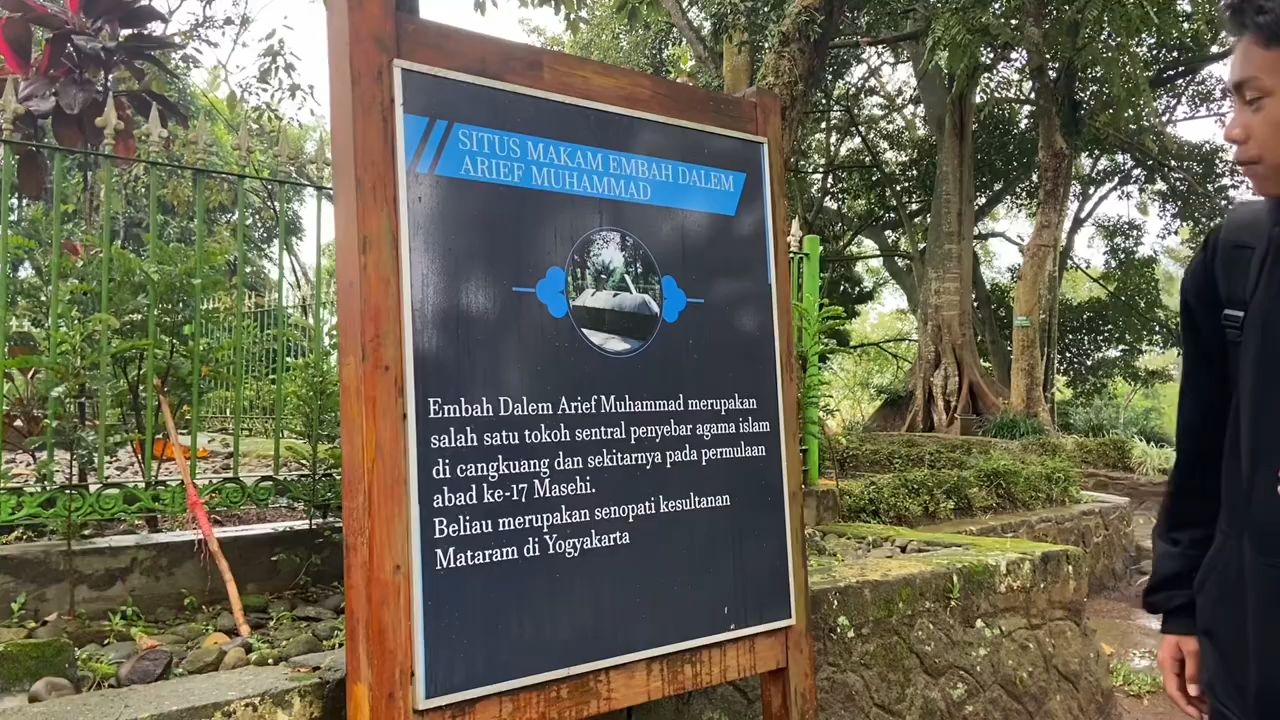 SITUS MAKAM EMBAH DALEM
ARIEF MUHAMMAD
Embah Dalem Arief Muhammad merupakan
salah satu tokoh sentral penyebar agama islam
di cangkuang dan sekitarnya pada permulaan
abad ke-17 Masehi.
Beliau merupakan senopati kesultanan
Mataram di Yogyakarta